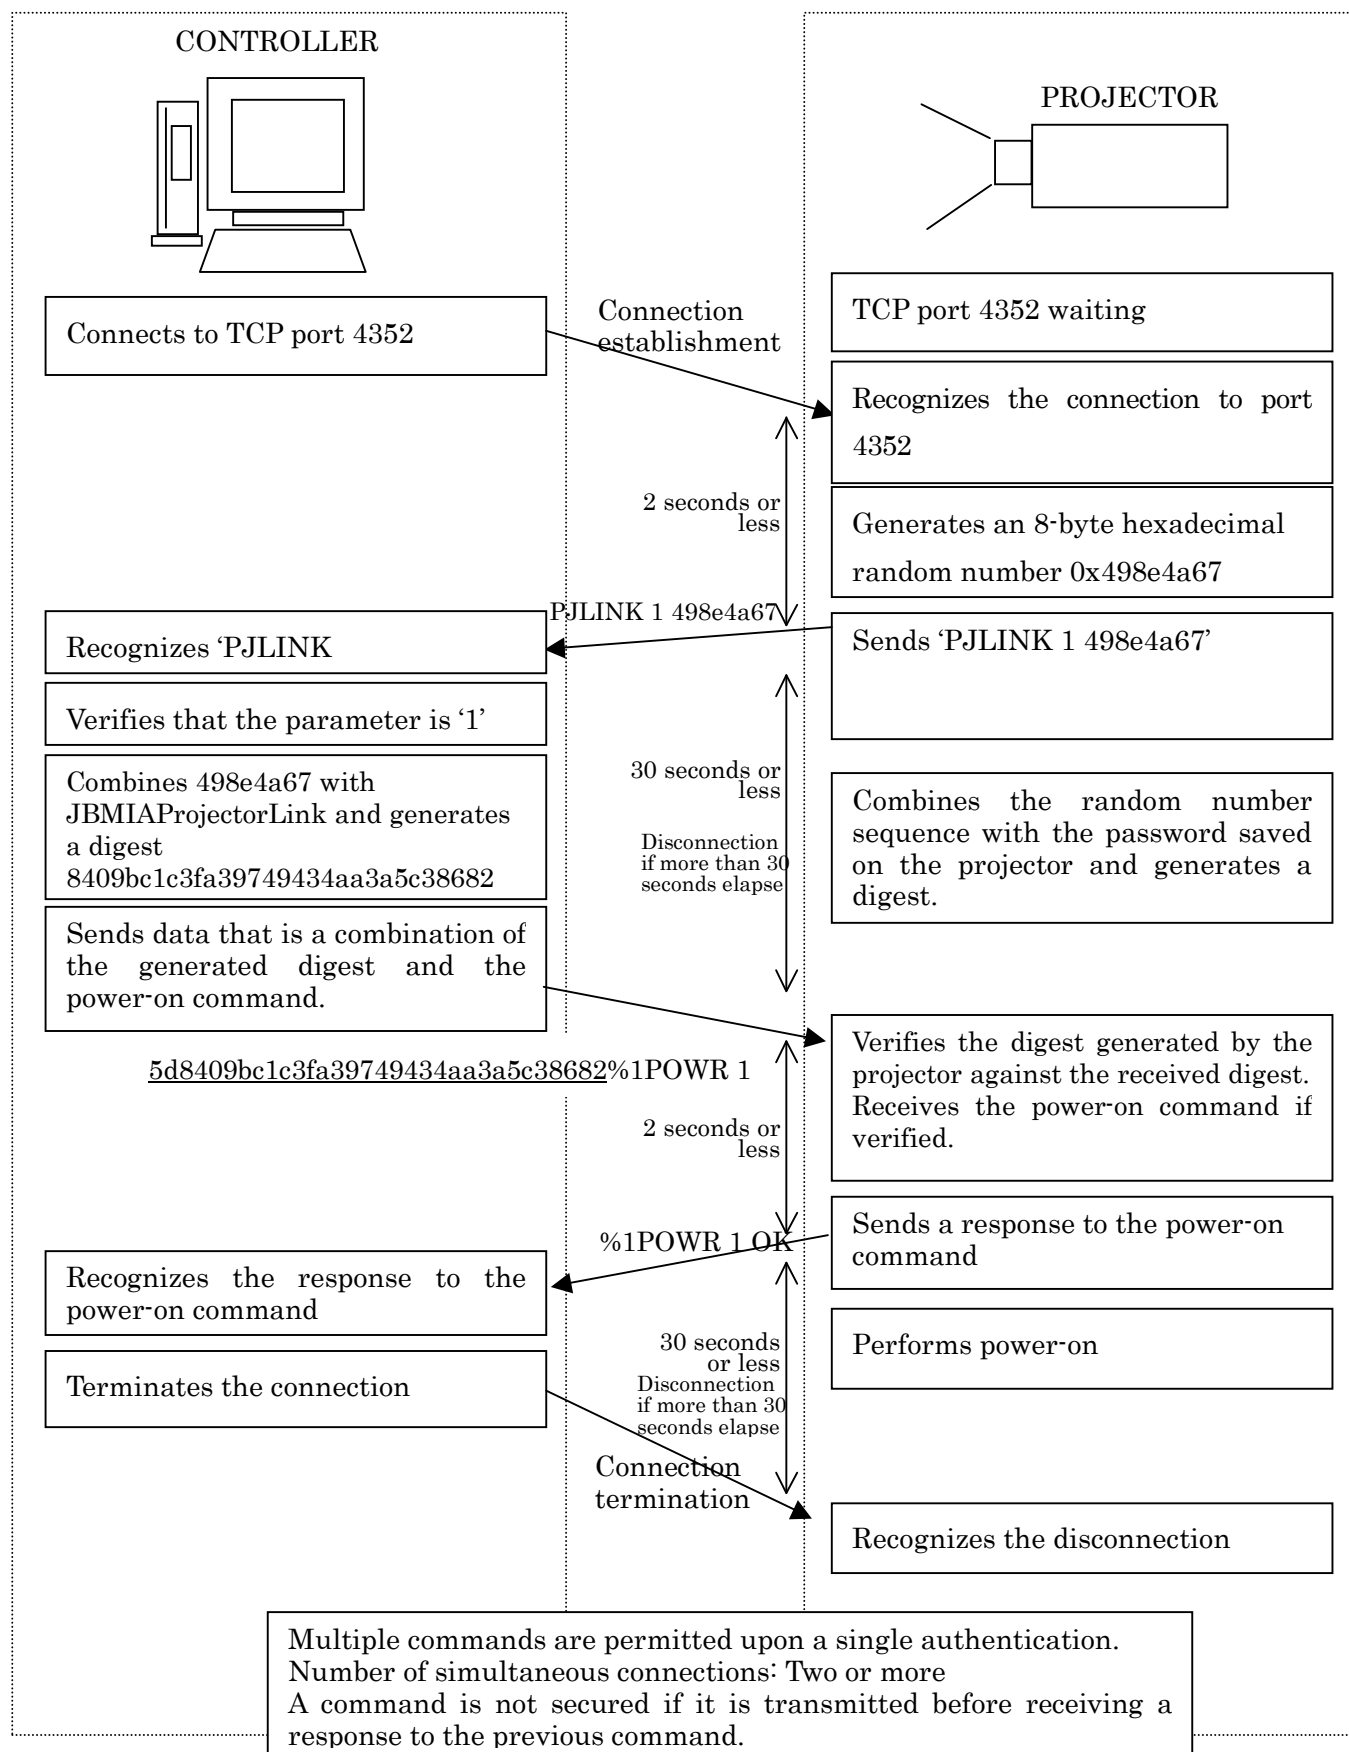 CONTROLLER
PROJECTOR
TCP port 4352 waiting
Connects to TCP port 4352
Connection
establishment
Recognizes the connection to port
4352
2 seconds or
less
Generates an 8-byte hexadecimal
random number 0x498e4a67
PJLINK 1 498e4a67
Sends ‘PJLINK 1 498e4a67’
Recognizes ‘PJLINK
Verifies that the parameter is ‘1’
30 seconds or
less
Disconnection
if more than 30
seconds elapse
Combines 498e4a67 with
JBMIAProjectorLink and generates
a digest
8409bc1c3fa39749434aa3a5c38682
Combines the random number
sequence with the password saved
on the projector and generates a
digest.
Sends data that is a combination of
the generated digest and the
power-on command.
5d8409bc1c3fa39749434aa3a5c38682%1POWR 1
Verifies the digest generated by the
projector against the received digest.
Receives the power-on command if
verified.
2 seconds or
less
%1POWR 1 OK
Sends a response to the power-on
command
Recognizes the response to the
power-on command
Performs power-on
30 seconds
or less
Disconnection
if more than 30
seconds elapse
Terminates the connection
Connection
termination
Recognizes the disconnection
Multiple commands are permitted upon a single authentication.
Number of simultaneous connections: Two or more
A command is not secured if it is transmitted before receiving a
response to the previous command.